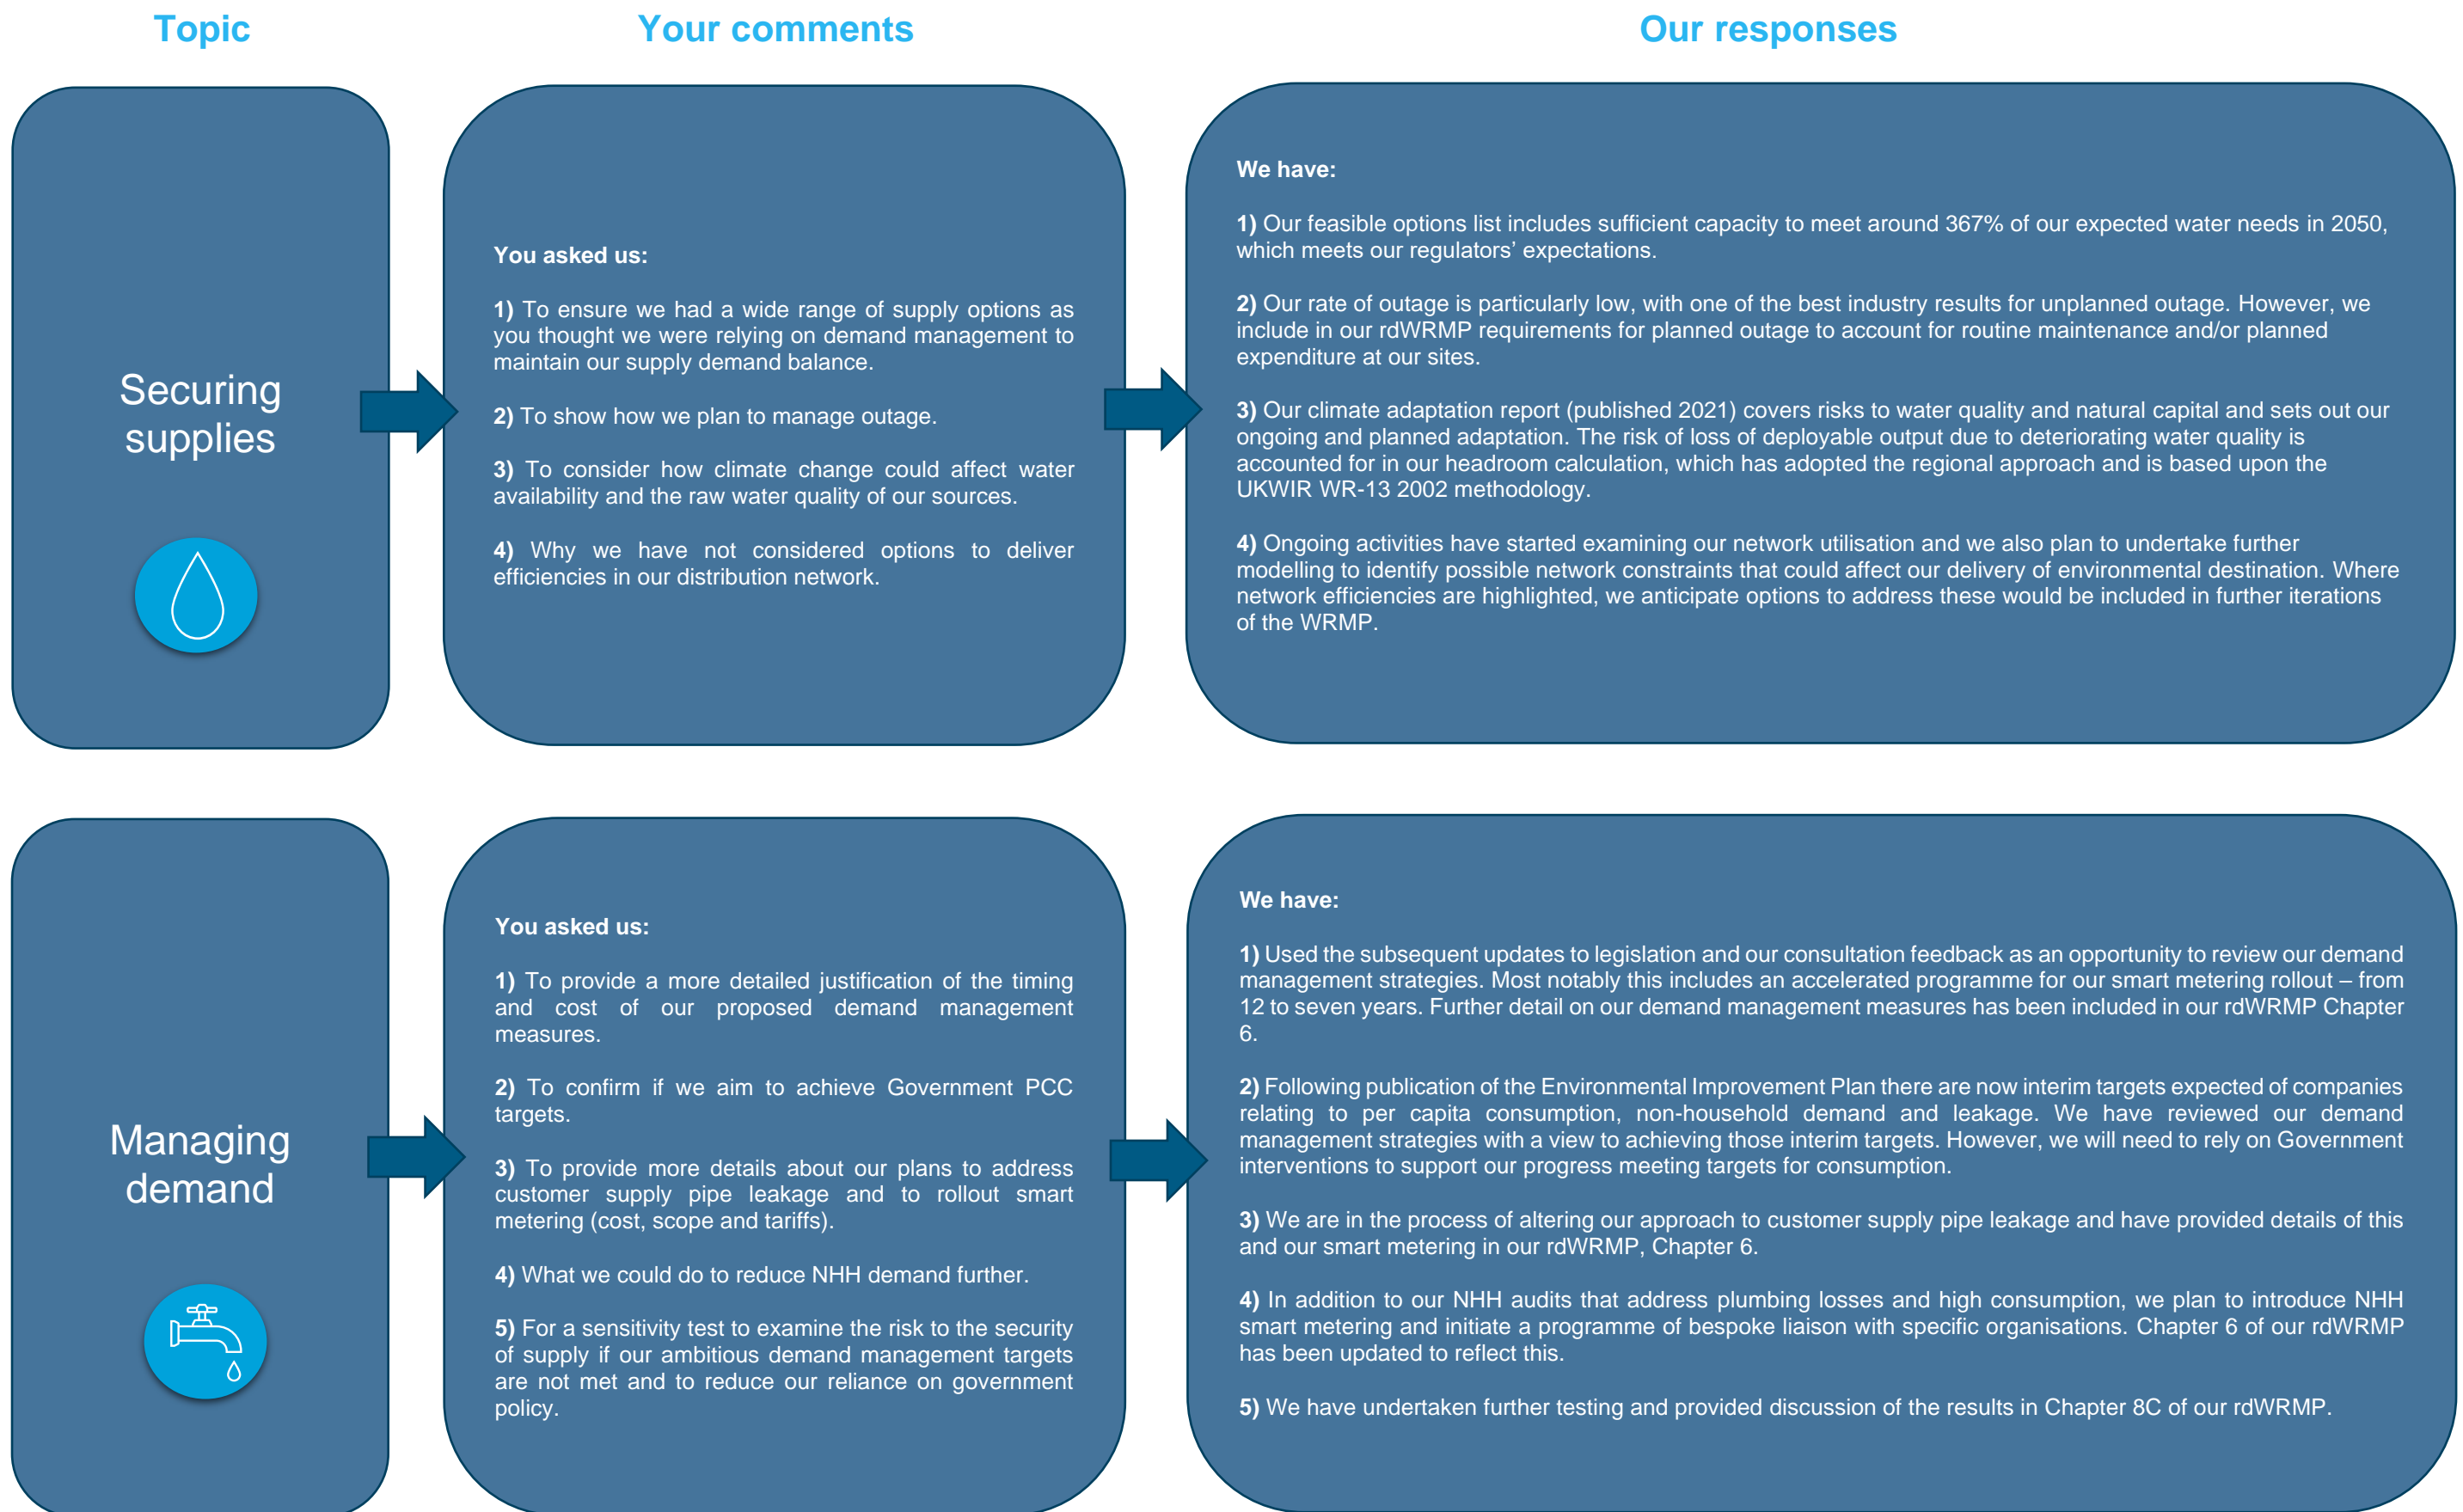 Topic
Your comments
Our responses
Securing
supplies
You asked us:
1) To ensure we had a wide range of supply options as
you thought we were relying on demand management to
maintain our supply demand balance.
2) To show how we plan to manage outage.
3) To consider how climate change could affect water
availability and the raw water quality of our sources.
4) Why we have not considered options to deliver
efficiencies in our distribution network.
We have:
1) Our feasible options list includes sufficient capacity to meet around 367% of our expected water needs in 2050,
which meets our regulators’ expectations.
2) Our rate of outage is particularly low, with one of the best industry results for unplanned outage. However, we
include in our rdWRMP requirements for planned outage to account for routine maintenance and/or planned
expenditure at our sites.
3) Our climate adaptation report (published 2021) covers risks to water quality and natural capital and sets out our
ongoing and planned adaptation. The risk of loss of deployable output due to deteriorating water quality is
accounted for in our headroom calculation, which has adopted the regional approach and is based upon the
UKWIR WR-13 2002 methodology.
4) Ongoing activities have started examining our network utilisation and we also plan to undertake further
modelling to identify possible network constraints that could affect our delivery of environmental destination. Where
network efficiencies are highlighted, we anticipate options to address these would be included in further iterations
of the WRMP.
Managing
demand
You asked us:
1) To provide a more detailed justification of the timing
and cost of our proposed demand management
measures.
2) To confirm if we aim to achieve Government PCC
targets.
3) To provide more details about our plans to address
customer supply pipe leakage and to rollout smart
metering (cost, scope and tariffs).
4) What we could do to reduce NHH demand further.
5) For a sensitivity test to examine the risk to the security
of supply if our ambitious demand management targets
are not met and to reduce our reliance on government
policy.
We have:
1) Used the subsequent updates to legislation and our consultation feedback as an opportunity to review our demand
management strategies. Most notably this includes an accelerated programme for our smart metering rollout – from
12 to seven years. Further detail on our demand management measures has been included in our rdWRMP Chapter
6.
2) Following publication of the Environmental Improvement Plan there are now interim targets expected of companies
relating to per capita consumption, non-household demand and leakage. We have reviewed our demand
management strategies with a view to achieving those interim targets. However, we will need to rely on Government
interventions to support our progress meeting targets for consumption.
3) We are in the process of altering our approach to customer supply pipe leakage and have provided details of this
and our smart metering in our rdWRMP, Chapter 6.
4) In addition to our NHH audits that address plumbing losses and high consumption, we plan to introduce NHH
smart metering and initiate a programme of bespoke liaison with specific organisations. Chapter 6 of our rdWRMP
has been updated to reflect this.
5) We have undertaken further testing and provided discussion of the results in Chapter 8C of our rdWRMP.